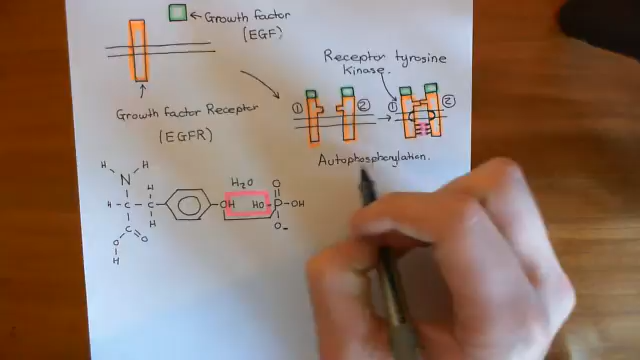 Growth factor
(EGF)
Receptor tyrosine
kinase.
Growth factor Receptor
(EGFR)
① ②
① ②
Autophosphorylation.
H H
N
H
H C C
H
C
O O
H
H2O
OH HO P OH
O
O-